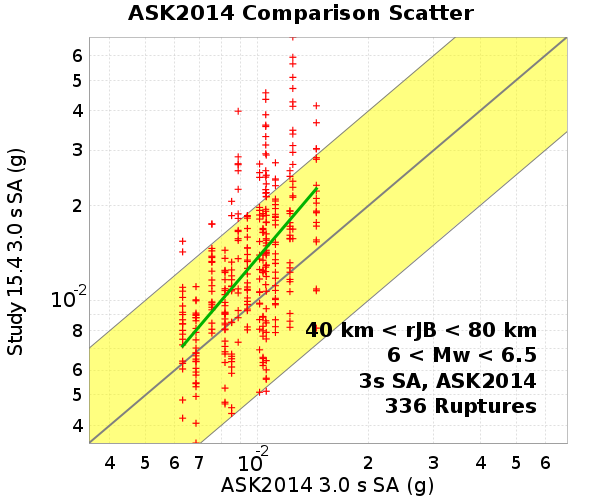 ASK2014 Comparison Scatter
Study 15.4 3.0 s SA (g)
6
5
4
3
2
10-2
8
6
5
4
40 km < rJB < 80 km
6 < Mw < 6.5
3s SA, ASK2014
336 Ruptures
4 5 6 7 10-2 2 3 4 5 6
ASK2014 3.0 s SA (g)